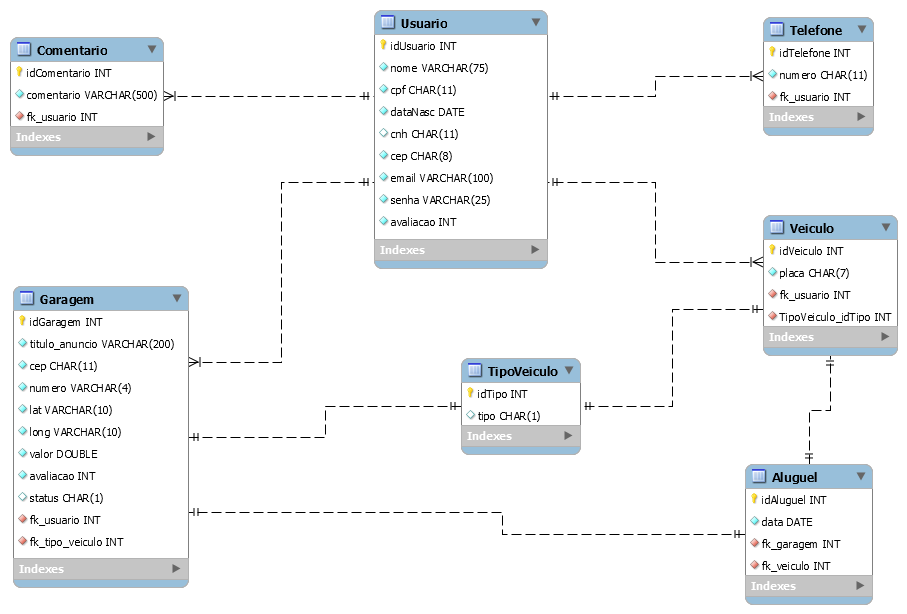 Comentario
idComentario INT
comentario VARCHAR(500)
fk_usuario INT
Indexes
Usuario
idUsuario INT
nome VARCHAR(75)
cpf CHAR(11)
dataNasc DATE
cnh CHAR(11)
cep CHAR(8)
email VARCHAR(100)
senha VARCHAR(25)
avaliacao INT
Indexes
Telefone
idTelefone INT
numero CHAR(11)
fk_usuario INT
Indexes
Veiculo
idVeiculo INT
placa CHAR(7)
fk_usuario INT
TipoVeiculo_idTipo INT
Indexes
Garagem
idGaragem INT
titulo_anuncio VARCHAR(200)
cep CHAR(11)
numero VARCHAR(4)
lat VARCHAR(10)
long VARCHAR(10)
valor DOUBLE
avaliacao INT
status CHAR(1)
fk_usuario INT
fk_tipo_veiculo INT
Indexes
TipoVeiculo
idTipo INT
tipo CHAR(1)
Indexes
Aluguel
idAluguel INT
data DATE
fk_garagem INT
fk_veiculo INT
Indexes